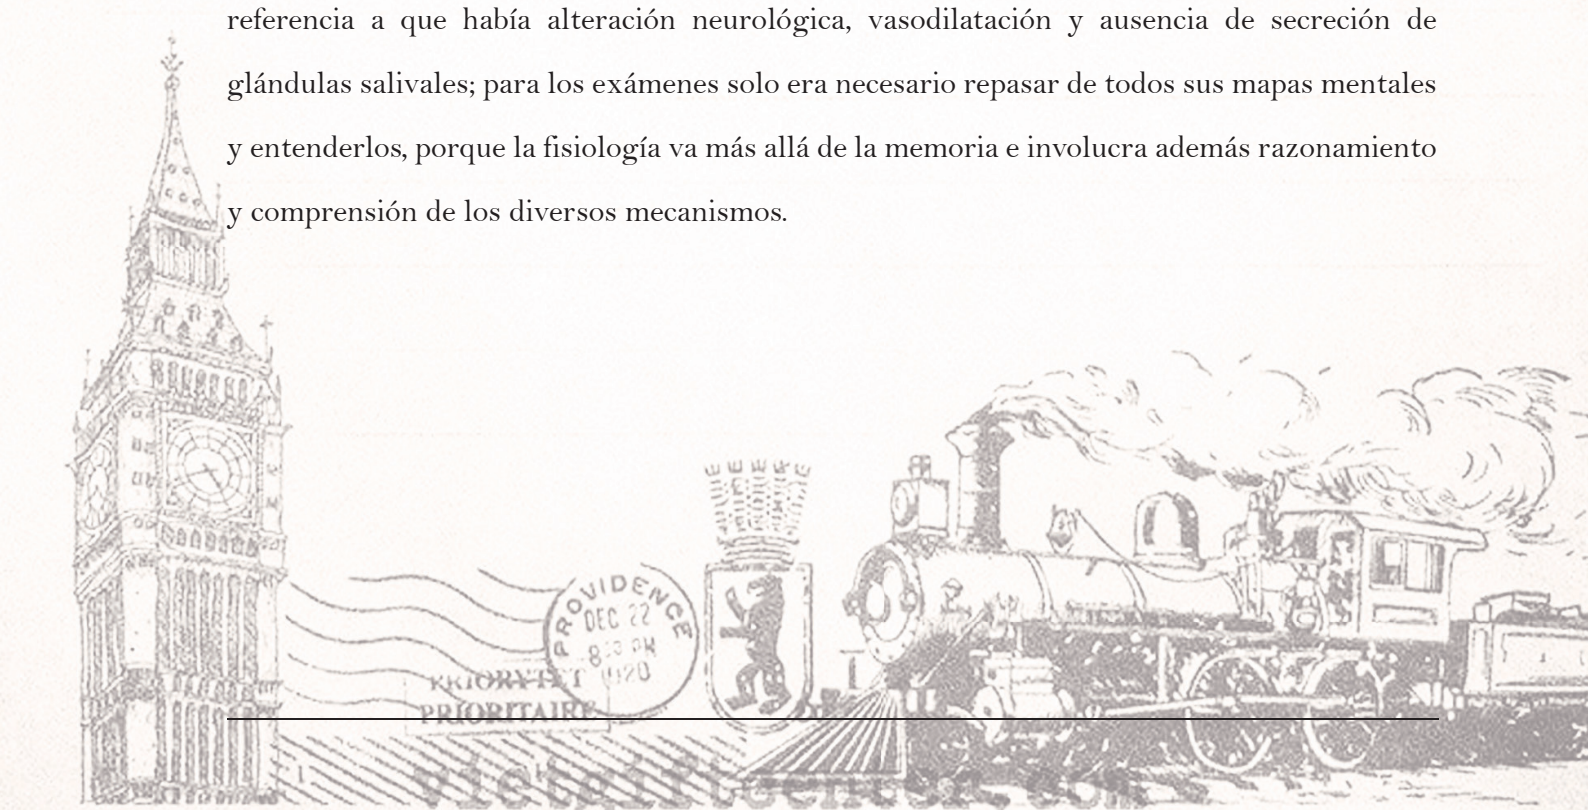 referencia a que había alteración neurológica, vasodilatación y ausencia de secreción de
glándulas salivales; para los exámenes solo era necesario repasar de todos sus mapas mentales
y entenderlos, porque la fisiología va más allá de la memoria e involucra además razonamiento
y comprensión de los diversos mecanismos.
PROVIDENCE
DEC 22
1920
PRIORYTET
PRIORITAIRE